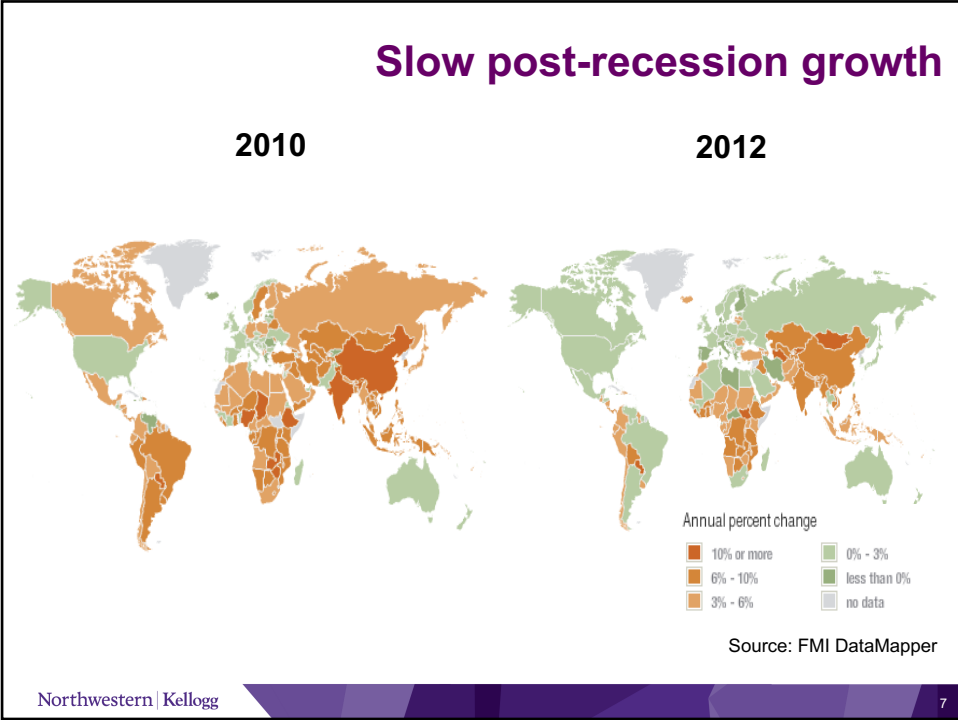 Slow post-recession growth
2010
2012
Annual percent change
10% or more
6% - 10%
3% - 6%
0% - 3%
less than 0%
no data
Source: FMI DataMapper
Northwestern | Kellogg
7